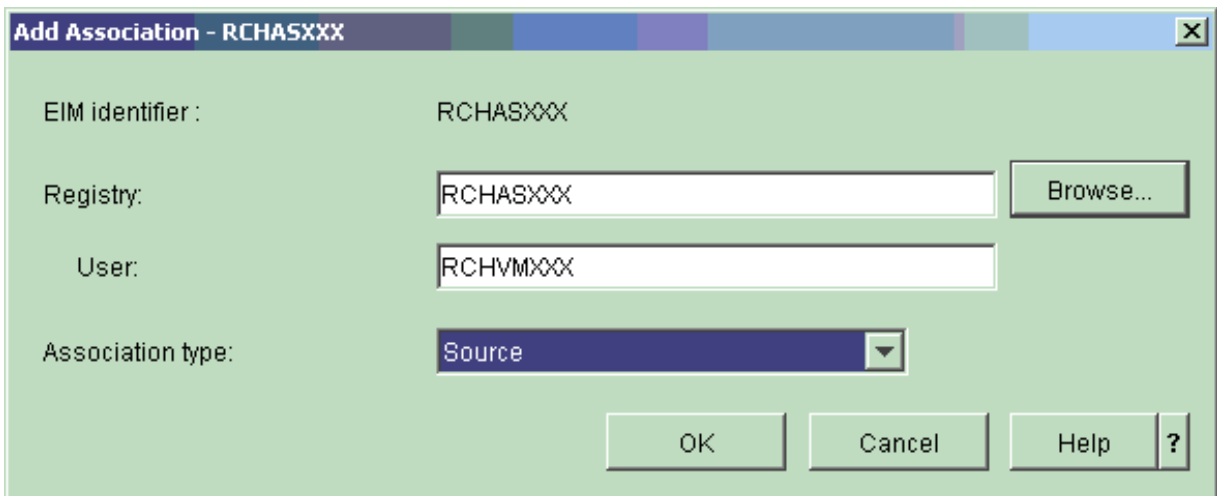 Add Association - RCHASXXX
EIM identifier : RCHASXXX
Registry: RCHASXXX Browse...
User: RCHVMXXX
Association type: Source
OK Cancel Help ?